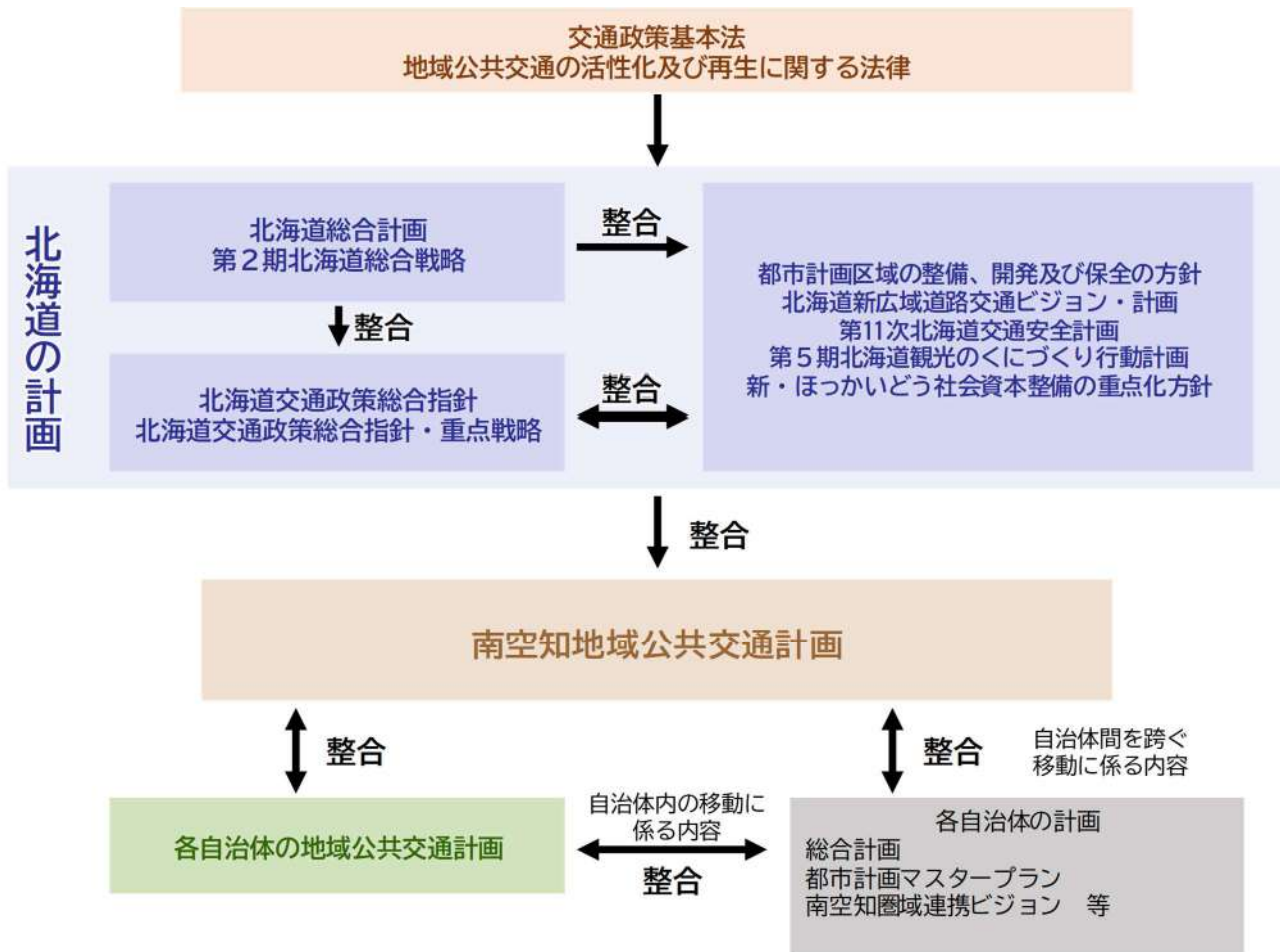 交通政策基本法
地域公共交通の活性化及び再生に関する法律
北海道の計画
北海道総合計画
第２期北海道総合戦略
整合
都市計画区域の整備、開発及び保全の方針
北海道新広域道路交通ビジョン・計画
第11次北海道交通安全計画
第５期北海道観光のくにづくり行動計画
新・ほっかいどう社会資本整備の重点化方針
整合
北海道交通政策総合指針
北海道交通政策総合指針・重点戦略
整合
整合
南空知地域公共交通計画
整合
整合
自治体間を跨ぐ
移動に係る内容
各自治体の地域公共交通計画
自治体内の移動に
係る内容
整合
各自治体の計画
総合計画
都市計画マスタープラン
南空知圏域連携ビジョン　等